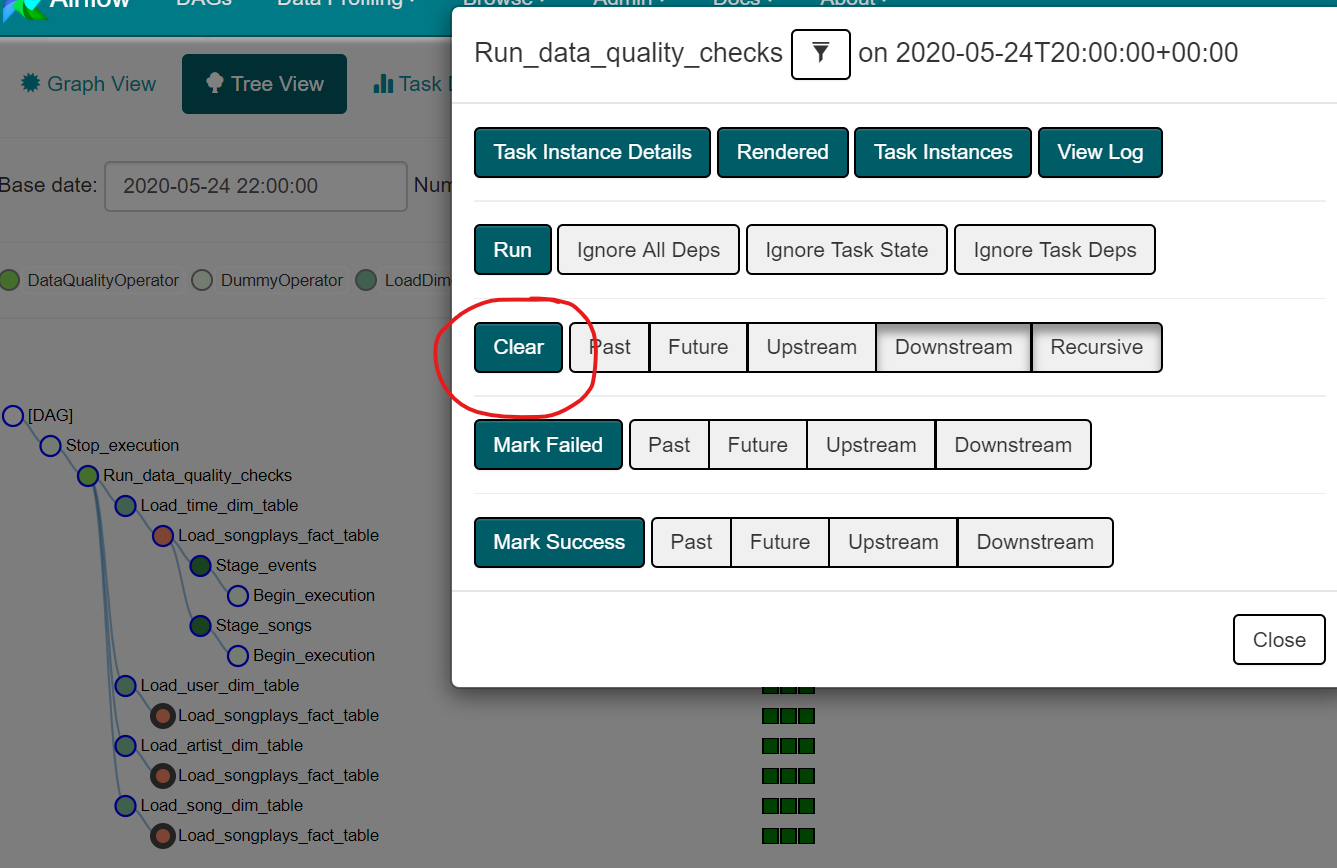 Airflow DAGs Data Profiling Browse Admin Docs About
Run_data_quality_checks on 2020-05-24T20:00:00+00:00
Graph View Tree View Task
Task Instance Details Rendered Task Instances View Log
Base date: 2020-05-24 22:00:00
Run Ignore All Deps Ignore Task State Ignore Task Deps
DataQualityOperator DummyOperator
Clear Past Future Upstream Downstream Recursive
[DAG]
Stop_execution
Mark Failed Past Future Upstream Downstream
Run_data_quality_checks
Load_time_dim_table
Load_songplays_fact_table
Mark Success Past Future Upstream Downstream
Stage_events
Begin_execution
Stage_songs
Close
Begin_execution
Load_user_dim_table
Load_songplays_fact_table
Load_artist_dim_table
Load_songplays_fact_table
Load_song_dim_table
Load_songplays_fact_table